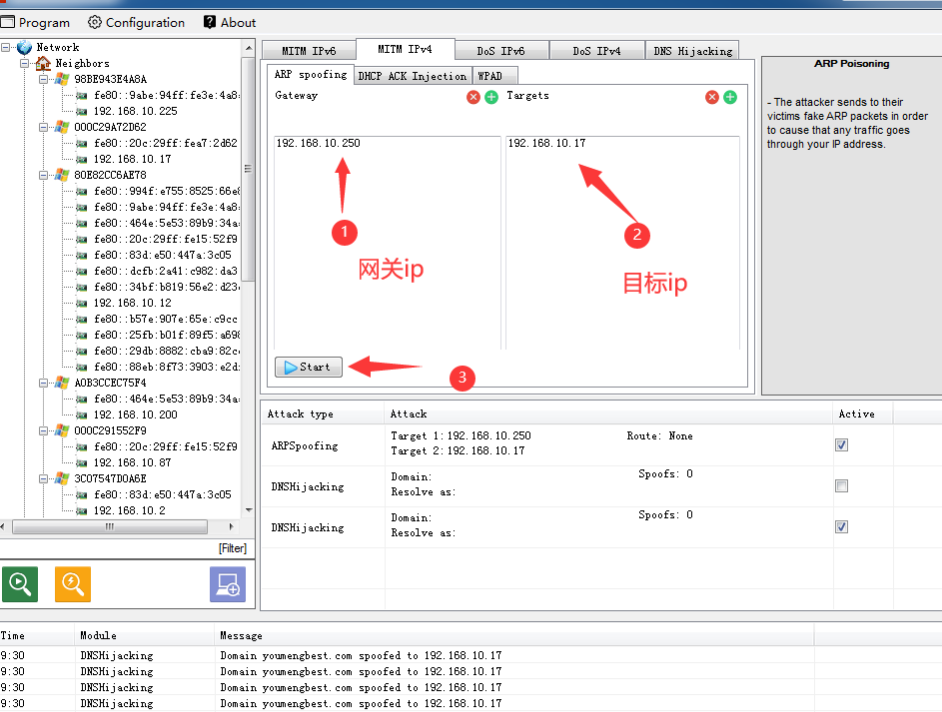 Program Configuration About
Network
Neighbors
98BE943E4A8A
fe80::9abe:94ff:fe3e:4a8
192.168.10.225
000C29A72D62
fe80::20c:29ff:fea7:2d62
192.168.10.17
80E82CC6AE78
fe80::994f:e755:8525:66e
fe80::9abe:94ff:fe3e:4a8
fe80::464e:5e53:89b9:34a
fe80::20c:29ff:fe15:52f9
fe80::83d:e50:447a:3c05
fe80::dcfb:2a41:c982:da3
fe80::34bf:b819:56e2:d23
192.168.10.12
fe80::b57e:907e:65e:c9cc
fe80::25fb:b01f:89f5:a698
fe80::29db:8882:cba9:82c
fe80::88eb:8f73:3903:e2d
A0B3CCEC75F4
fe80::464e:5e53:89b9:34a
192.168.10.200
000C291552F9
fe80::20c:29ff:fe15:52f9
192.168.10.87
3C07547D0A6E
fe80::83d:e50:447a:3c05
192.168.10.2
[Filter]
MITM IPv6 MITM IPv4 DoS IPv6 DoS IPv4 DNS Hijacking
ARP spoofing DHCP ACK Injection WPAD
Gateway Targets
192.168.10.250 192.168.10.17
1
网关ip
2
目标ip
Start
3
ARP Poisoning
- The attacker sends to their
victims fake ARP packets in order
to cause that any traffic goes
through your IP address.
Attack type Attack Active
ARPSpoofing Target 1:192.168.10.250 Route: None
Target 2:192.168.10.17
DNSHijacking Domain: Spoofs: 0
Resolve as:
DNSHijacking Domain: Spoofs: 0
Resolve as:
Time Module Message
9:30 DNSHijacking Domain youmengbest.com spoofed to 192.168.10.17
9:30 DNSHijacking Domain youmengbest.com spoofed to 192.168.10.17
9:30 DNSHijacking Domain youmengbest.com spoofed to 192.168.10.17
9:30 DNSHijacking Domain youmengbest.com spoofed to 192.168.10.17